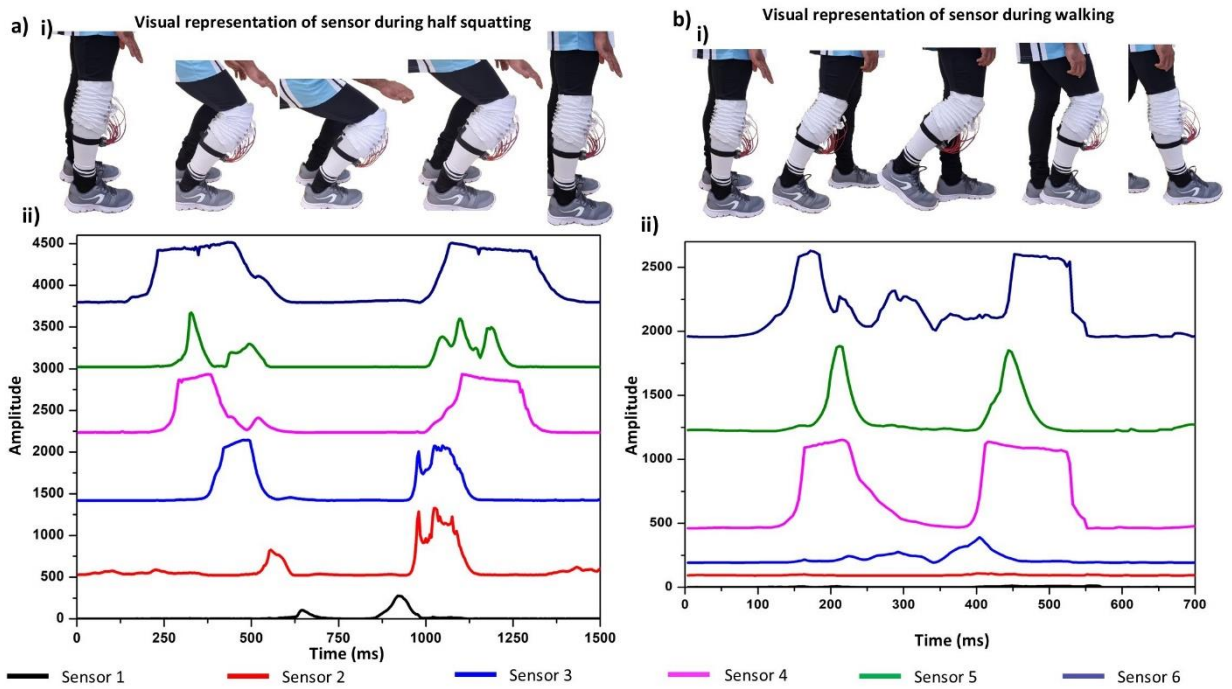 a)
i)
Visual representation of sensor during half squatting
b)
i)
Visual representation of sensor during walking
ii)
Amplitude
4500
4000
3500
3000
2500
2000
1500
1000
500
0
0 250 500 750 1000 1250 1500
Time (ms)
ii)
Amplitude
2500
2000
1500
1000
500
0
0 100 200 300 400 500 600 700
Time (ms)
Sensor 1 Sensor 2 Sensor 3 Sensor 4 Sensor 5 Sensor 6